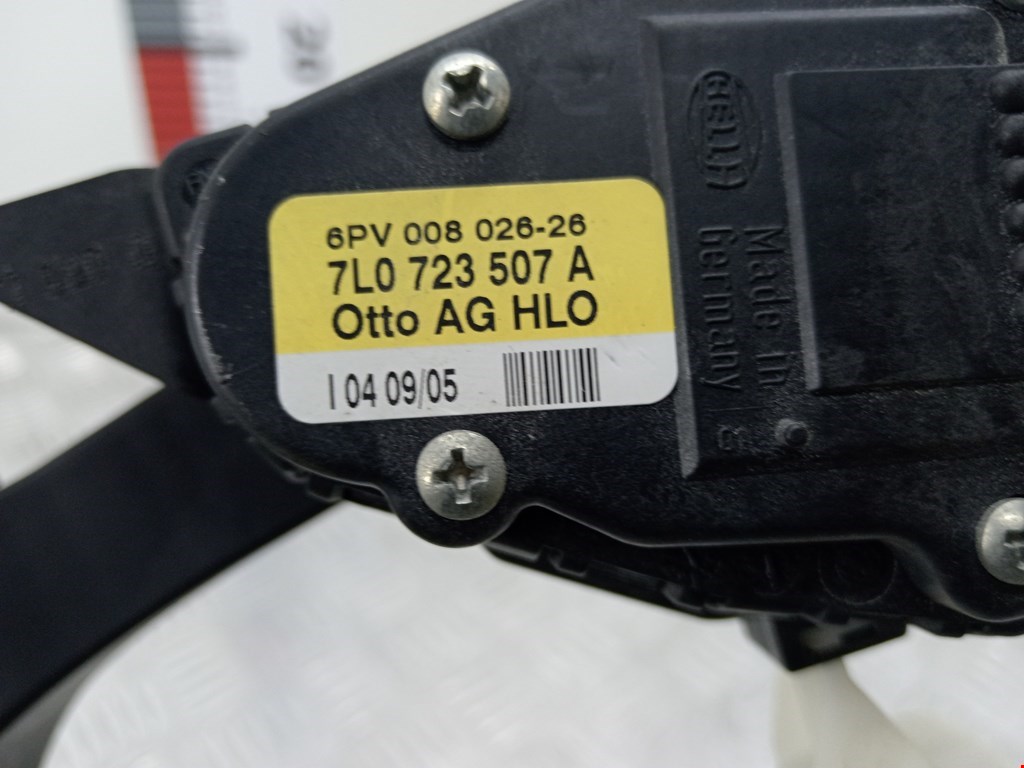 6PV 008 026-26
7L0 723 507 A
Otto AG HLO
I 04 09/05
HELLA
Made in
Germany